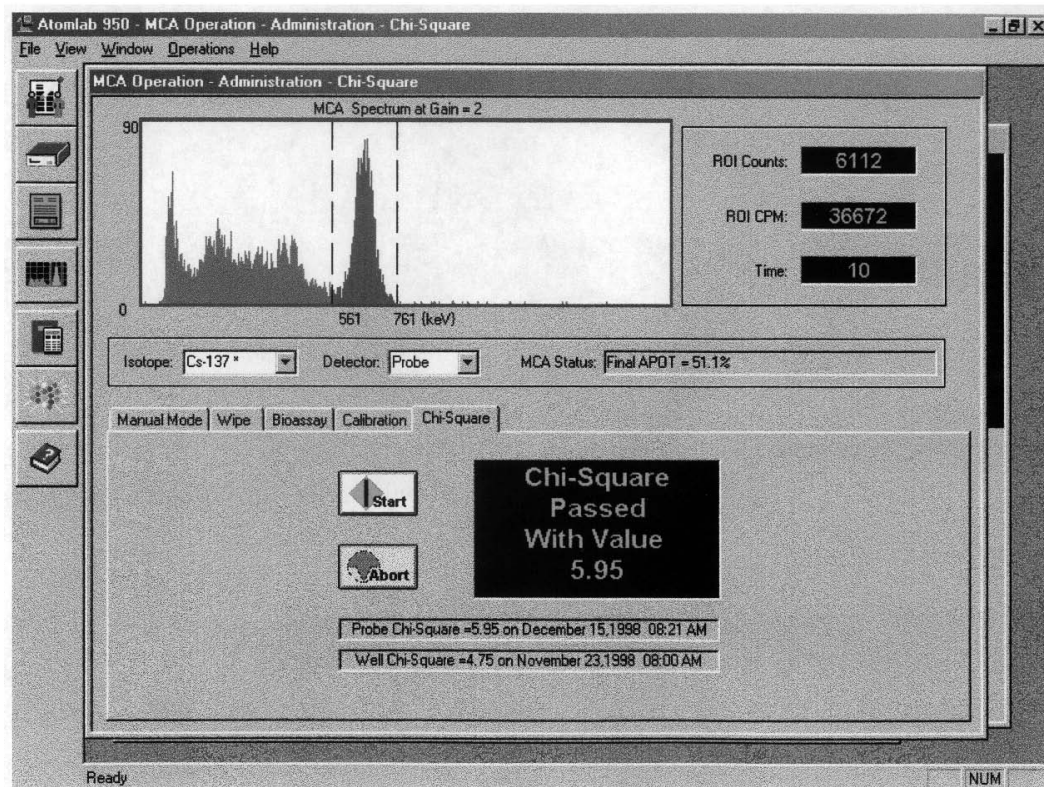 Atomlab 950 - MCA Operation - Administration - Chi-Square
File View Window Operations Help
MCA Operation - Administration - Chi-Square
MCA Spectrum at Gain = 2
90
0
561 761 (keV)
ROI Counts: 6112
ROI CPM: 36672
Time: 10
Isotope: Cs-137 * Detector: Probe MCA Status: Final APDT = 51.1%
Manual Mode Wipe Bioassay Calibration Chi-Square
Start
Abort
Chi-Square
Passed
With Value
5.95
Probe Chi-Square =5.95 on December 15,1998 08:21 AM
Well Chi-Square =4.75 on November 23,1998 08:00 AM
Ready NUM